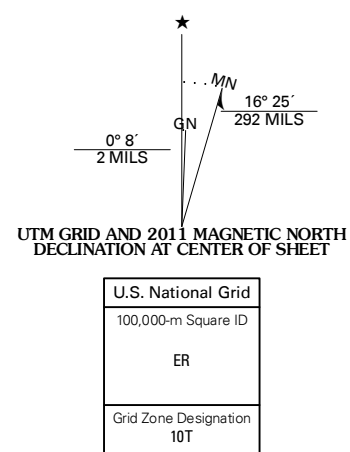 ★
MN
16° 25´
292 MILS
GN
0° 8´
2 MILS
UTM GRID AND 2011 MAGNETIC NORTH
DECLINATION AT CENTER OF SHEET
U.S. National Grid
100,000-m Square ID
ER
Grid Zone Designation
10T